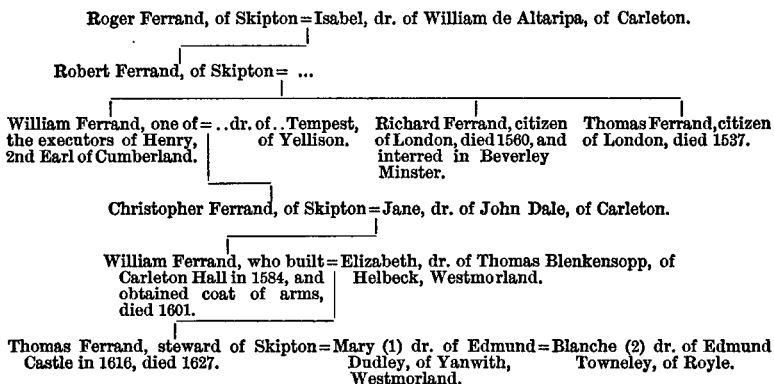 Roger Ferrand, of Skipton=Isabel, dr. of William de Altaripa, of Carleton.
Robert Ferrand, of Skipton= ...
William Ferrand, one of=..dr. of..Tempest,
the executors of Henry, of Yellison.
2nd Earl of Cumberland.
Richard Ferrand, citizen
of London, died 1560, and
interred in Beverley
Minster.
Thomas Ferrand, citizen
of London, died 1537.
Christopher Ferrand, of Skipton=Jane, dr. of John Dale, of Carleton.
William Ferrand, who built=Elizabeth, dr. of Thomas Blenkensopp, of
Carleton Hall in 1584, and Helbeck, Westmorland.
obtained coat of arms,
died 1601.
Thomas Ferrand, steward of Skipton=Mary (1) dr. of Edmund=Blanche (2) dr. of Edmund
Castle in 1616, died 1627. Dudley, of Yanwith, Towneley, of Royle.
Westmorland.